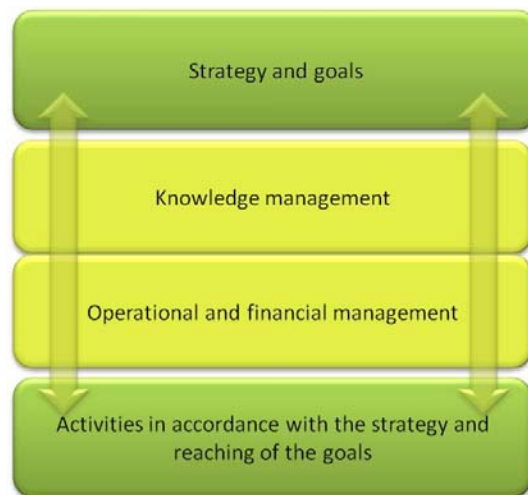 Strategy and goals
Knowledge management
Operational and financial management
Activities in accordance with the strategy and
reaching of the goals